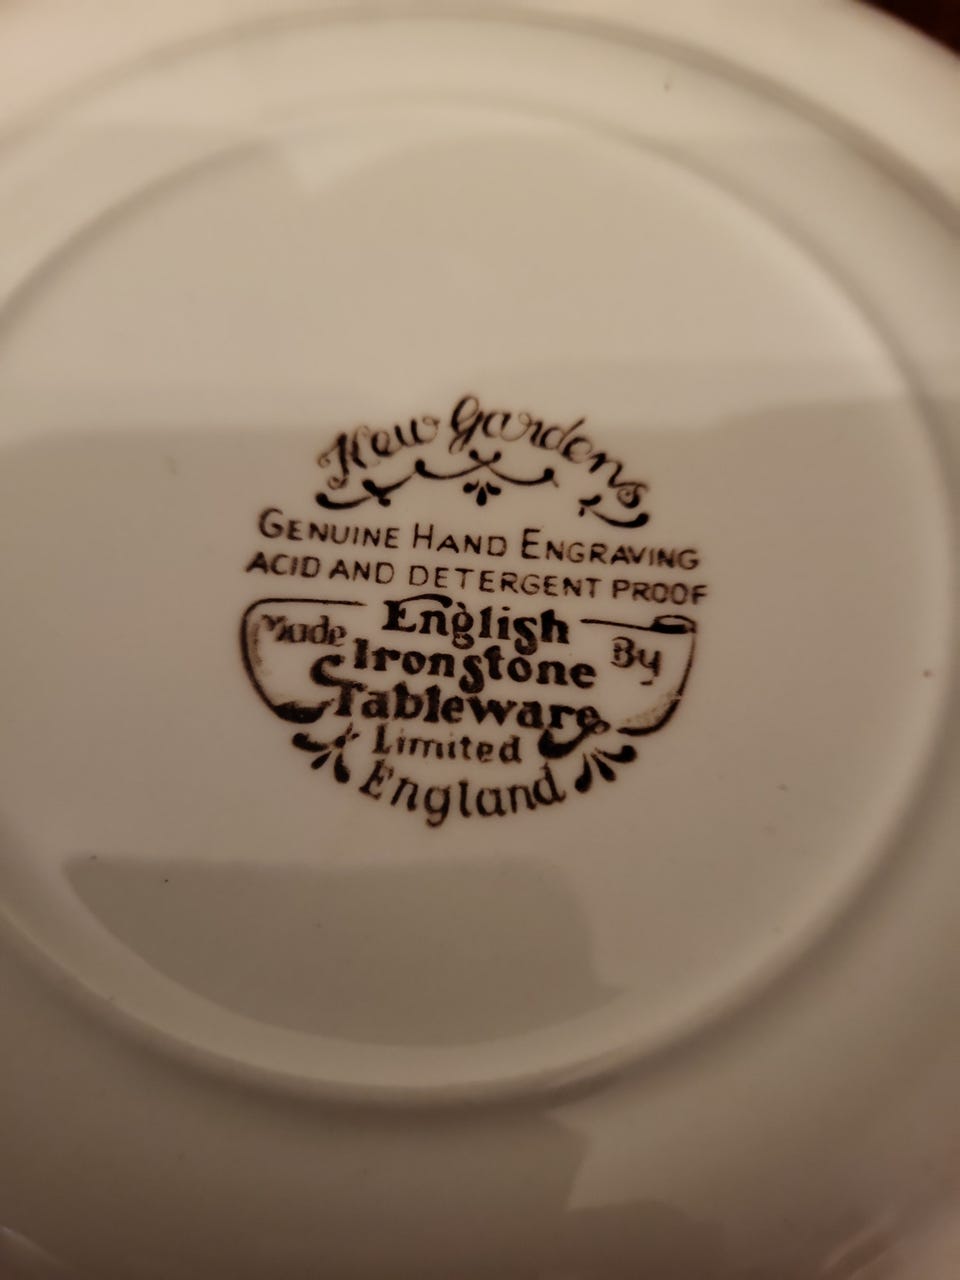 Kew Gardens
GENUINE HAND ENGRAVING
ACID AND DETERGENT PROOF
Made English By
Ironstone
Tableware
Limited
England